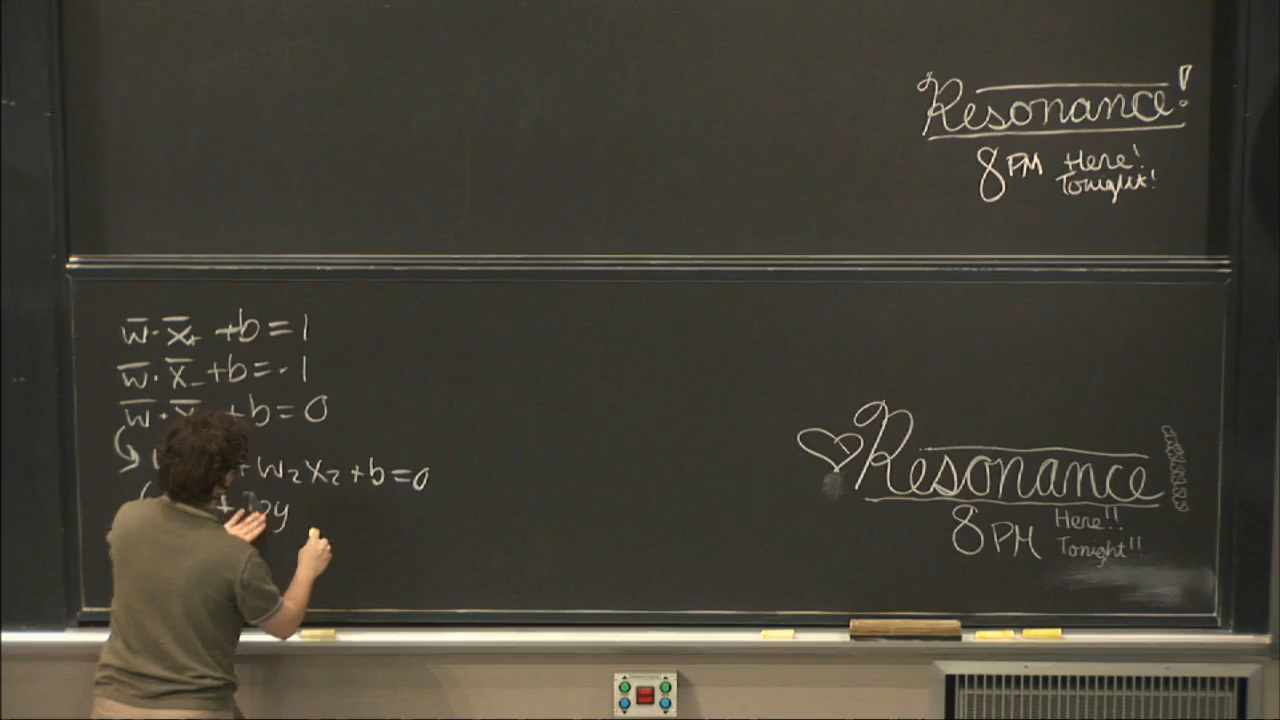 Resonance!
8PM Here!
Tonight!
w̅·x̅₊ +b=1
w̅·x̅₋ +b=-1
w̅·x̅ +b=0
+w₂x₂+b=0
+ y
Resonance
8PM Here!!
Tonight!!